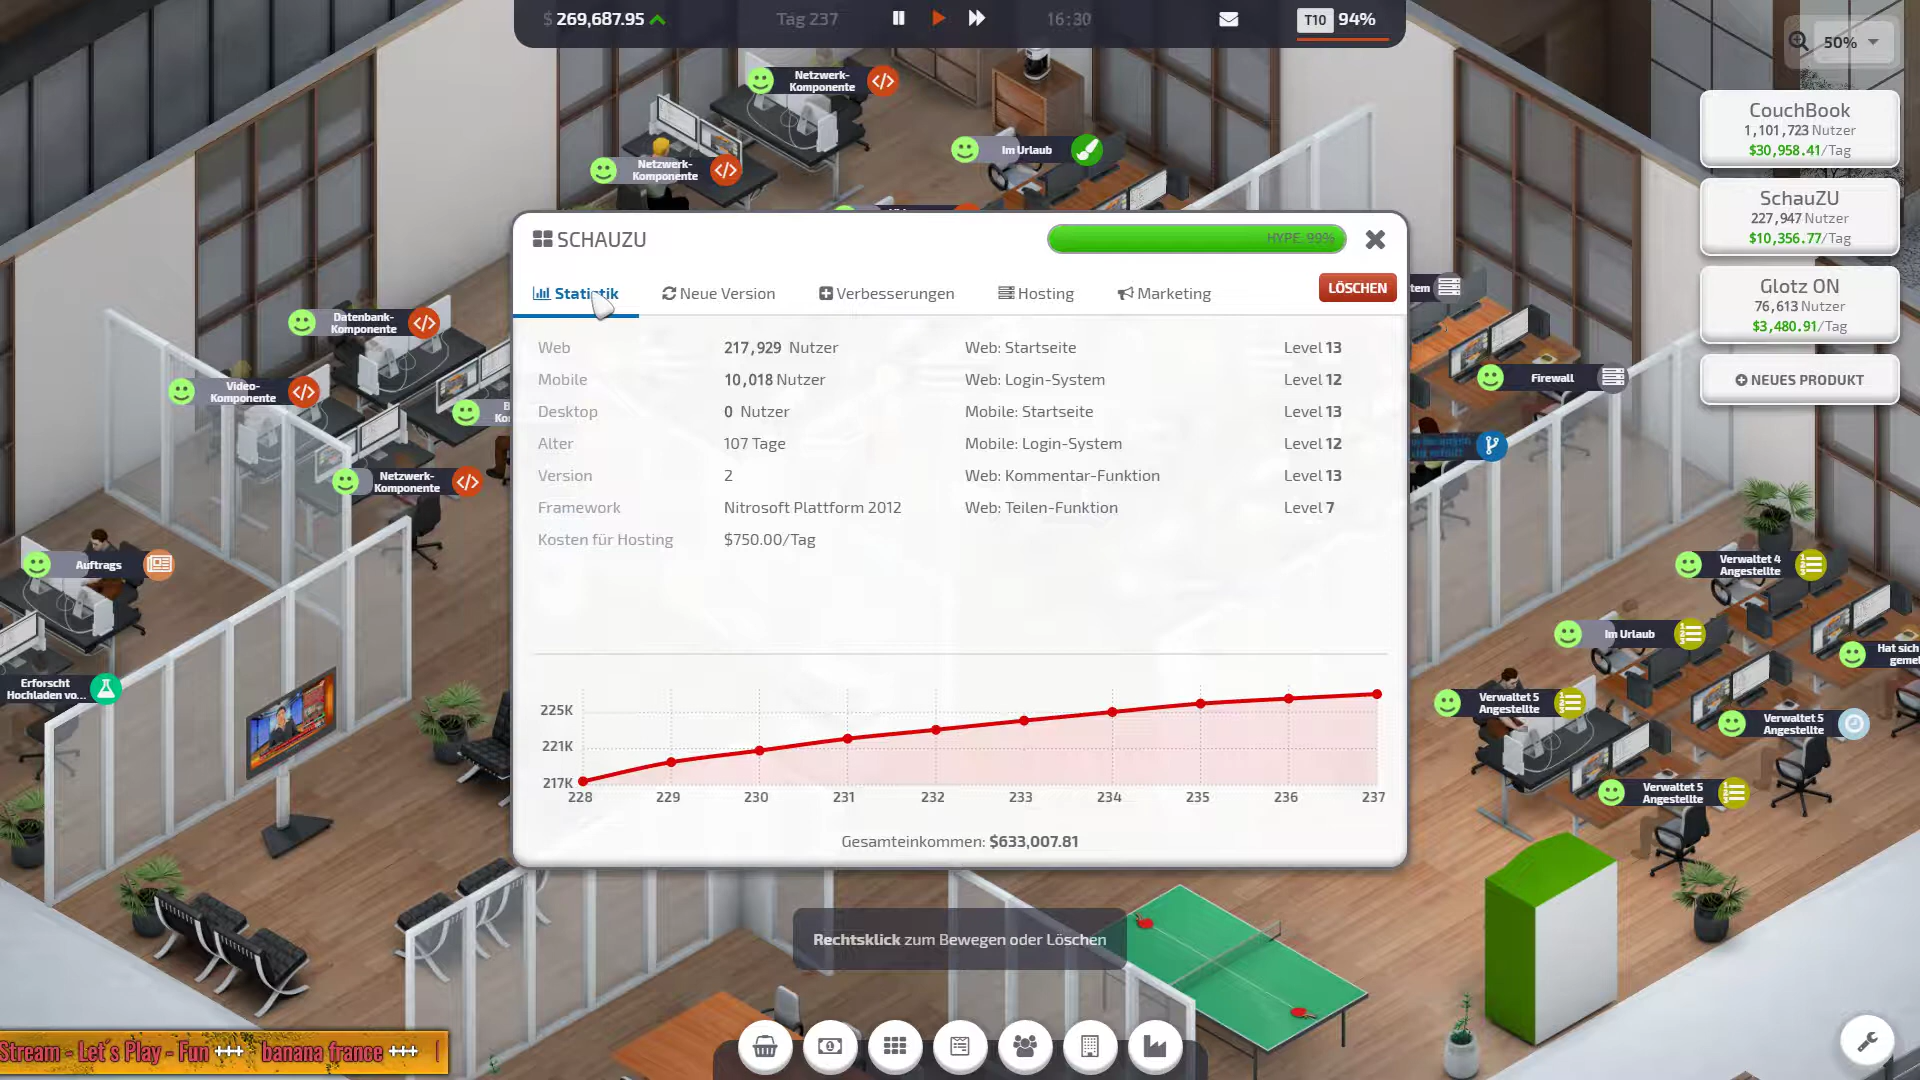 $ 269,687.95
Tag 237
16:30
T10
94%
50%
CouchBook
1,101,723 Nutzer
$30,958.41/Tag
SchauZU
227,947 Nutzer
$10,356.77/Tag
Glotz ON
76,613 Nutzer
$3,480.91/Tag
NEUES PRODUKT
Netzwerk-
Komponente
Netzwerk-
Komponente
Im Urlaub
Datenbank-
Komponente
Video-
Komponente
Netzwerk-
Komponente
Auftrags
Erforscht
Hochladen vo...
Firewall
Verwaltet 4
Angestellte
Im Urlaub
Hat sich
Verwaltet 5
Angestellte
Verwaltet 5
Angestellte
Verwaltet 5
Angestellte
SCHAUZU
HYPE 99%
Statistik
Neue Version
Verbesserungen
Hosting
Marketing
LÖSCHEN
Web 217,929 Nutzer
Mobile 10,018 Nutzer
Desktop 0 Nutzer
Alter 107 Tage
Version 2
Framework Nitrosoft Plattform 2012
Kosten für Hosting $750.00/Tag
Web: Startseite Level 13
Web: Login-System Level 12
Mobile: Startseite Level 13
Mobile: Login-System Level 12
Web: Kommentar-Funktion Level 13
Web: Teilen-Funktion Level 7
225K
221K
217K
228 229 230 231 232 233 234 235 236 237
Gesamteinkommen: $633,007.81
Rechtsklick zum Bewegen oder Löschen
Stream - Let´s Play - Fun +++ banana france +++